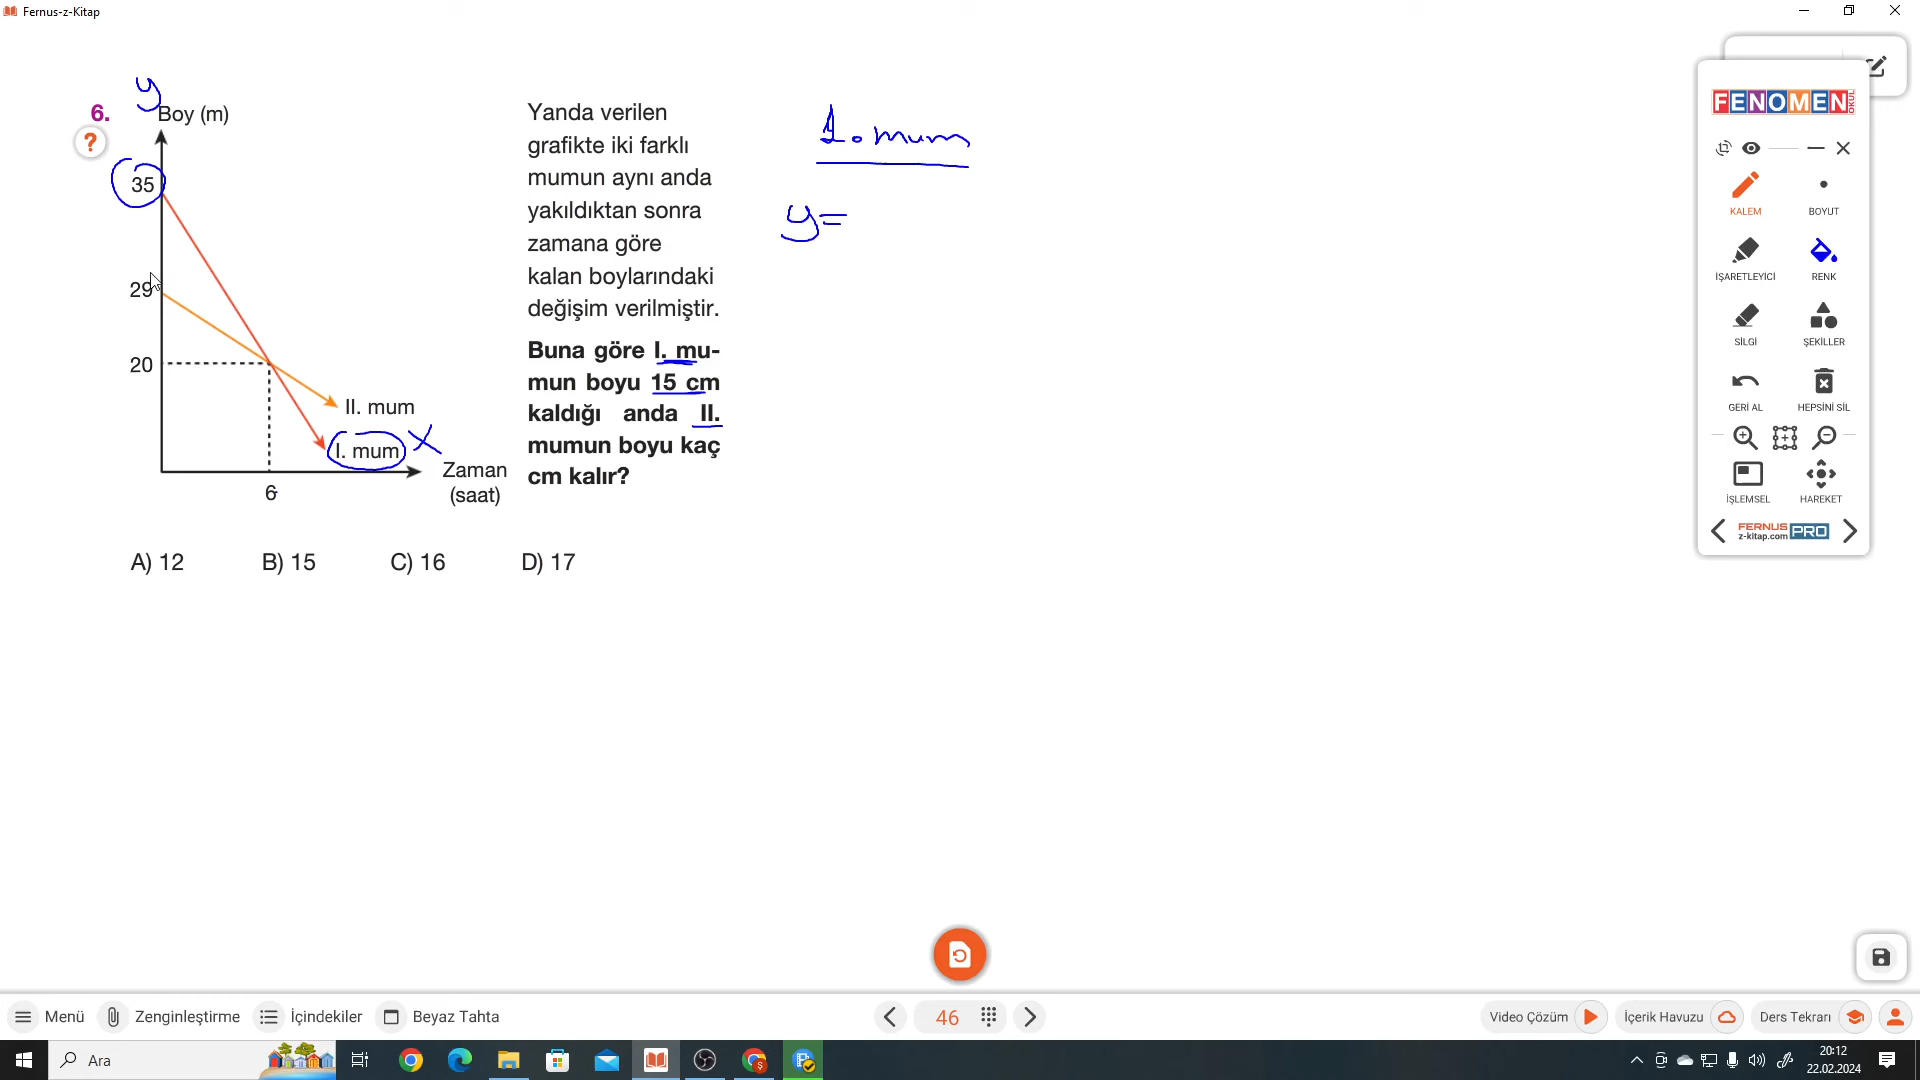 Fernus-z-Kitap
y
6.
Boy (m)
?
35
29
20
II. mum
I. mum
x
Zaman
(saat)
6
Yanda verilen
grafikte iki farklı
mumun aynı anda
yakıldıktan sonra
zamana göre
kalan boylarındaki
değişim verilmiştir.
Buna göre I. mu-
mun boyu 15 cm
kaldığı anda II.
mumun boyu kaç
cm kalır?
A) 12 B) 15 C) 16 D) 17
1. mum
y=
FENOMEN OKUL
KALEM BOYUT
İŞARETLEYİCİ RENK
SİLGİ ŞEKİLLER
GERİ AL HEPSİNİ SİL
İŞLEMSEL HAREKET
FERNUS
z-kitap.com PRO
Menü Zenginleştirme İçindekiler Beyaz Tahta 46 Video Çözüm İçerik Havuzu Ders Tekrarı
Ara
20:12
22.02.2024